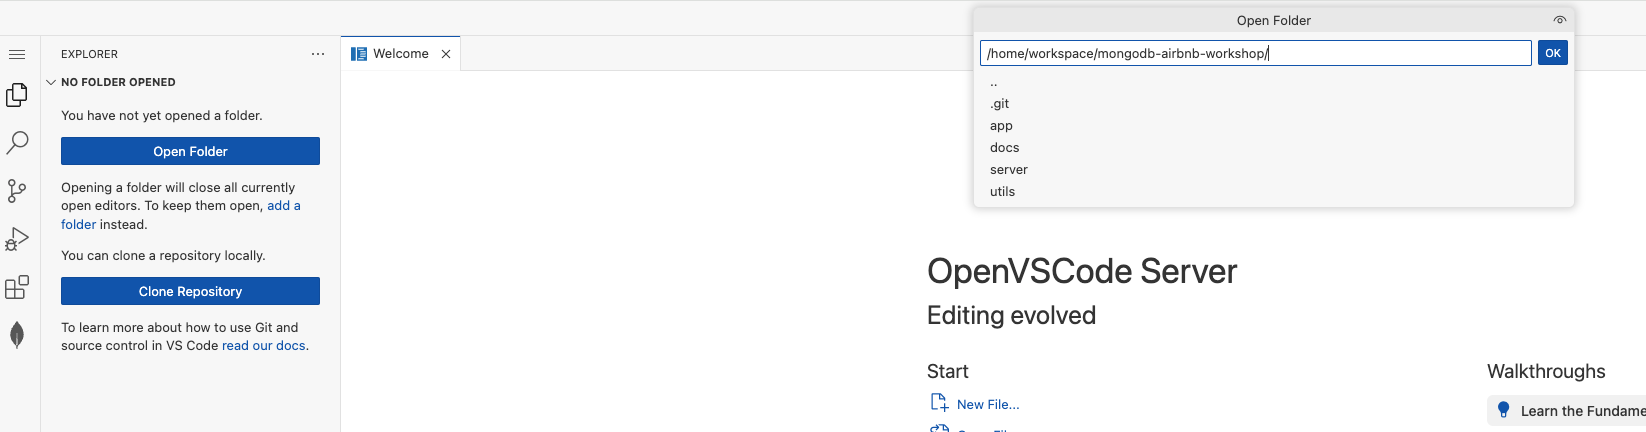 Open Folder
/home/workspace/mongodb-airbnb-workshop/
OK
..
.git
app
docs
server
utils
EXPLORER
NO FOLDER OPENED
You have not yet opened a folder.
Open Folder
Opening a folder will close all currently
open editors. To keep them open, add a
folder instead.
You can clone a repository locally.
Clone Repository
To learn more about how to use Git and
source control in VS Code read our docs.
Welcome
OpenVSCode Server
Editing evolved
Start
New File...
Walkthroughs
Learn the Fundame